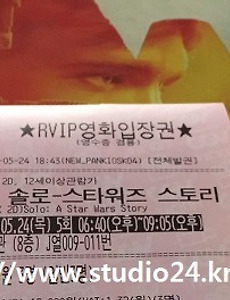 ★RVIP영화입장권★
(영수증 겸용)
-05-24 18:43(NEW_PANKIOSK04) [전체발권]
2D, 12세이상관람가
솔로-스타워즈 스토리
2D)Solo: A Star Wars Story
.05.24(목) 5회 06:40(오후)~09:05(오후)
관 (8층) J열009-011번
//www.studio24.kr